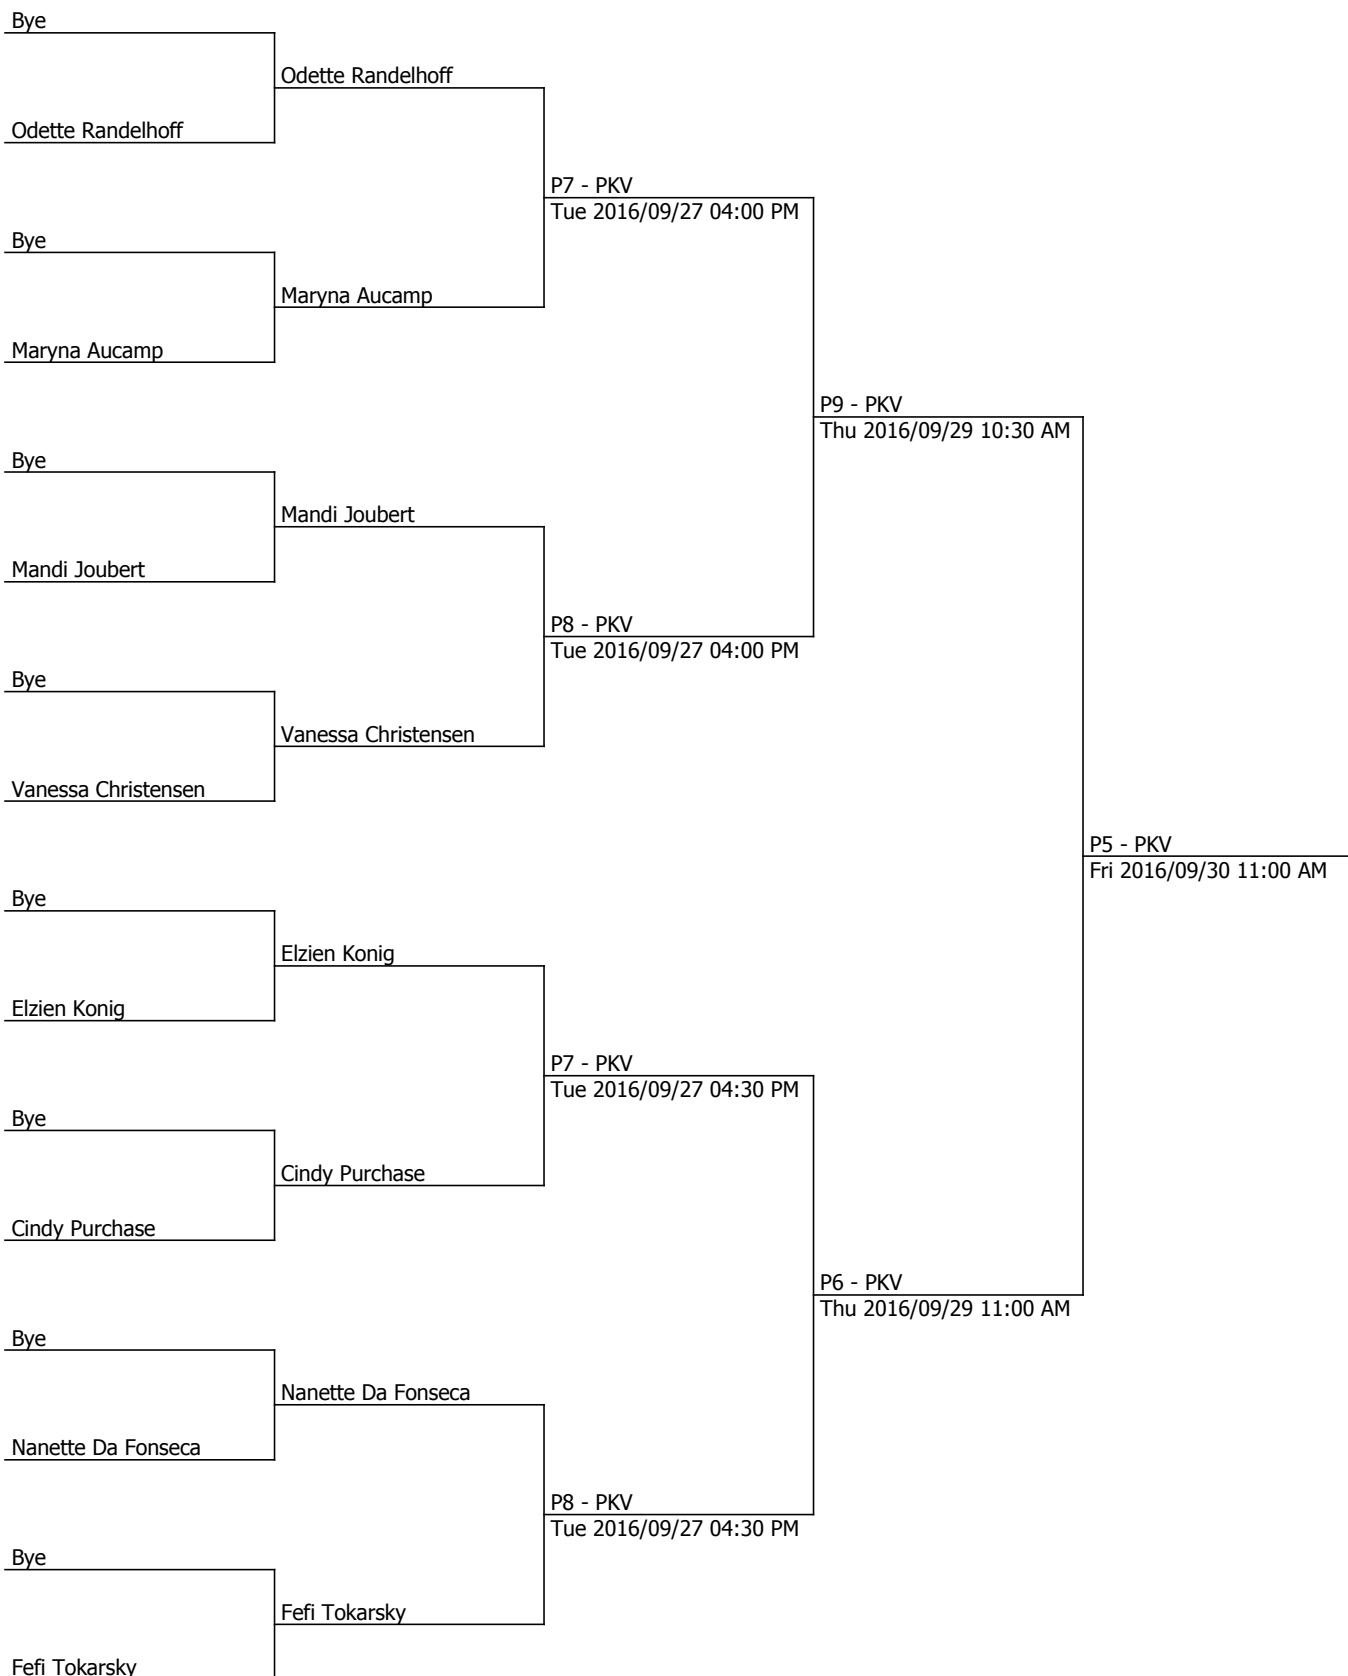 Bye
Odette Randelhoff
Odette Randelhoff
P7 - PKV
Tue 2016/09/27 04:00 PM
Bye
Maryna Aucamp
Maryna Aucamp
P9 - PKV
Thu 2016/09/29 10:30 AM
Bye
Mandi Joubert
Mandi Joubert
P8 - PKV
Tue 2016/09/27 04:00 PM
Bye
Vanessa Christensen
Vanessa Christensen
P5 - PKV
Fri 2016/09/30 11:00 AM
Bye
Elzien Konig
Elzien Konig
P7 - PKV
Tue 2016/09/27 04:30 PM
Bye
Cindy Purchase
Cindy Purchase
P6 - PKV
Thu 2016/09/29 11:00 AM
Bye
Nanette Da Fonseca
Nanette Da Fonseca
P8 - PKV
Tue 2016/09/27 04:30 PM
Bye
Fefi Tokarsky
Fefi Tokarsky